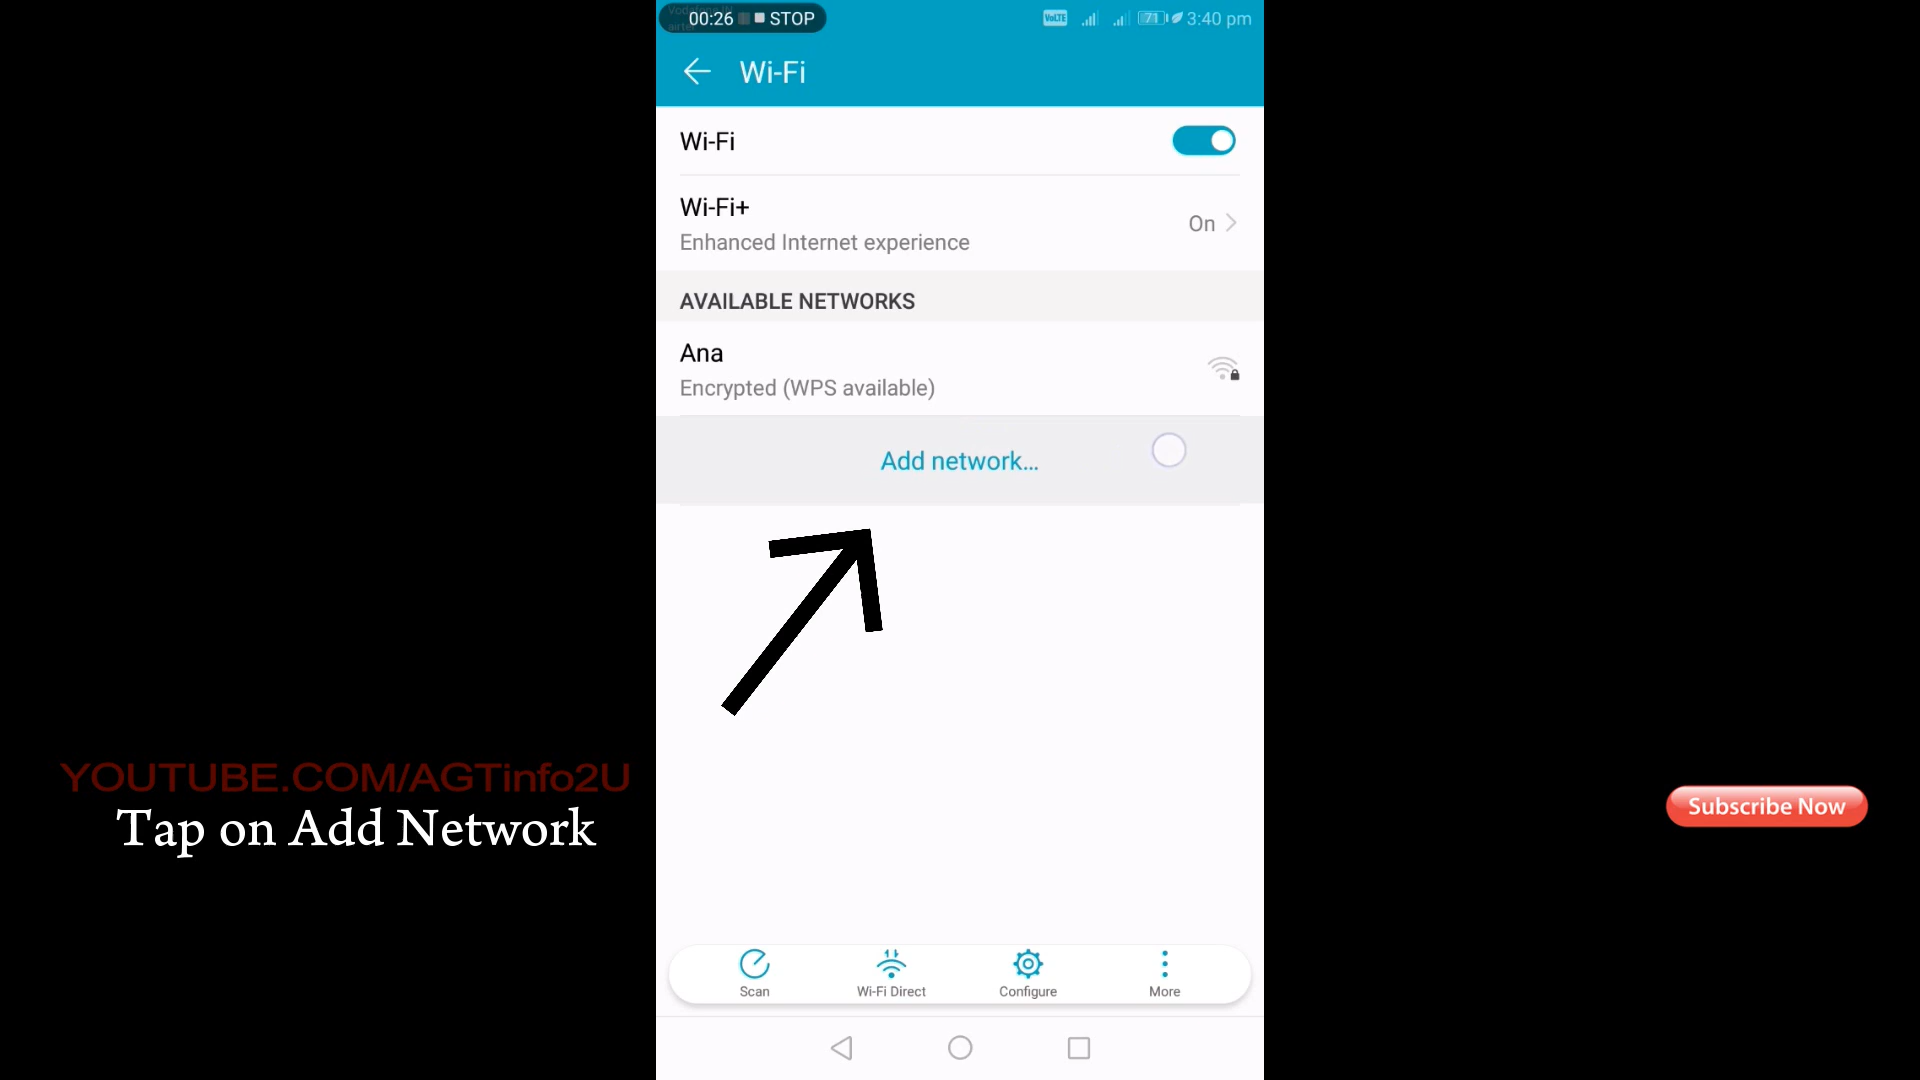 00:26 STOP
VoLTE 71 3:40 pm
Wi-Fi
Wi-Fi
Wi-Fi+
Enhanced Internet experience
On
AVAILABLE NETWORKS
Ana
Encrypted (WPS available)
Add network...
YOUTUBE.COM/AGTinfo2U
Tap on Add Network
Subscribe Now
Scan
Wi-Fi Direct
Configure
More